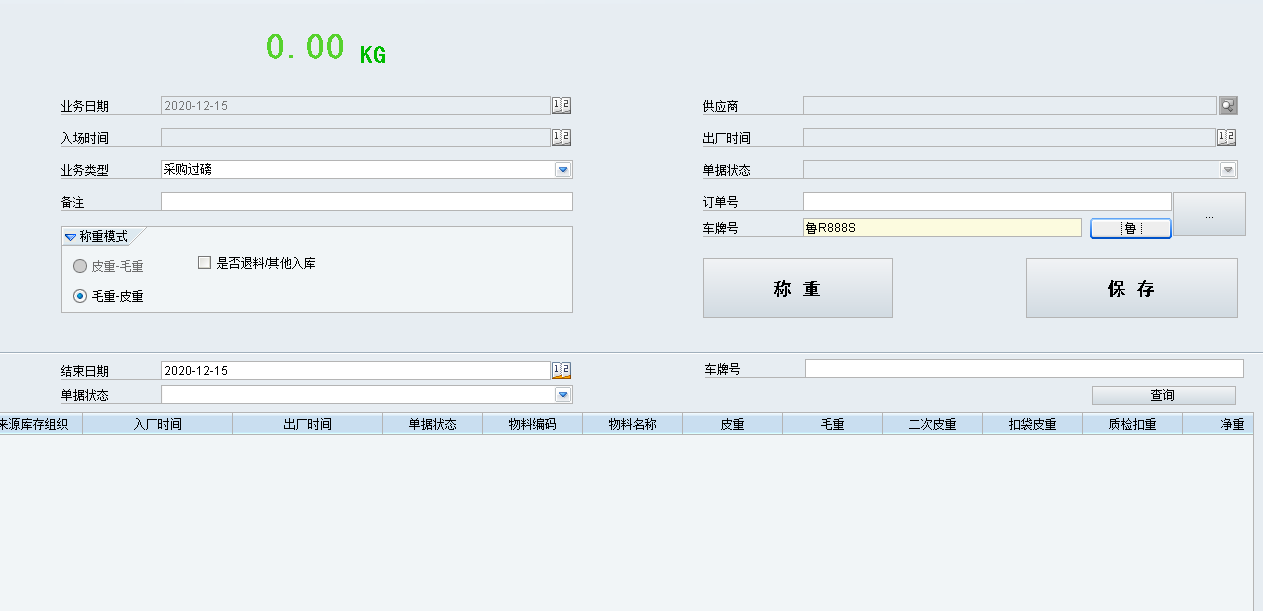 0.00 KG
业务日期 2020-12-15 12
供应商
入场时间 12
出厂时间 12
业务类型 采购过磅
单据状态
备注
订单号
...
车牌号 鲁R888S 鲁
称重模式
皮重-毛重
是否退料/其他入库
毛重-皮重
称 重
保 存
结束日期 2020-12-15 12
车牌号
单据状态
查询
来源库存组织 入厂时间 出厂时间 单据状态 物料编码 物料名称 皮重 毛重 二次皮重 扣袋皮重 质检扣重 净重